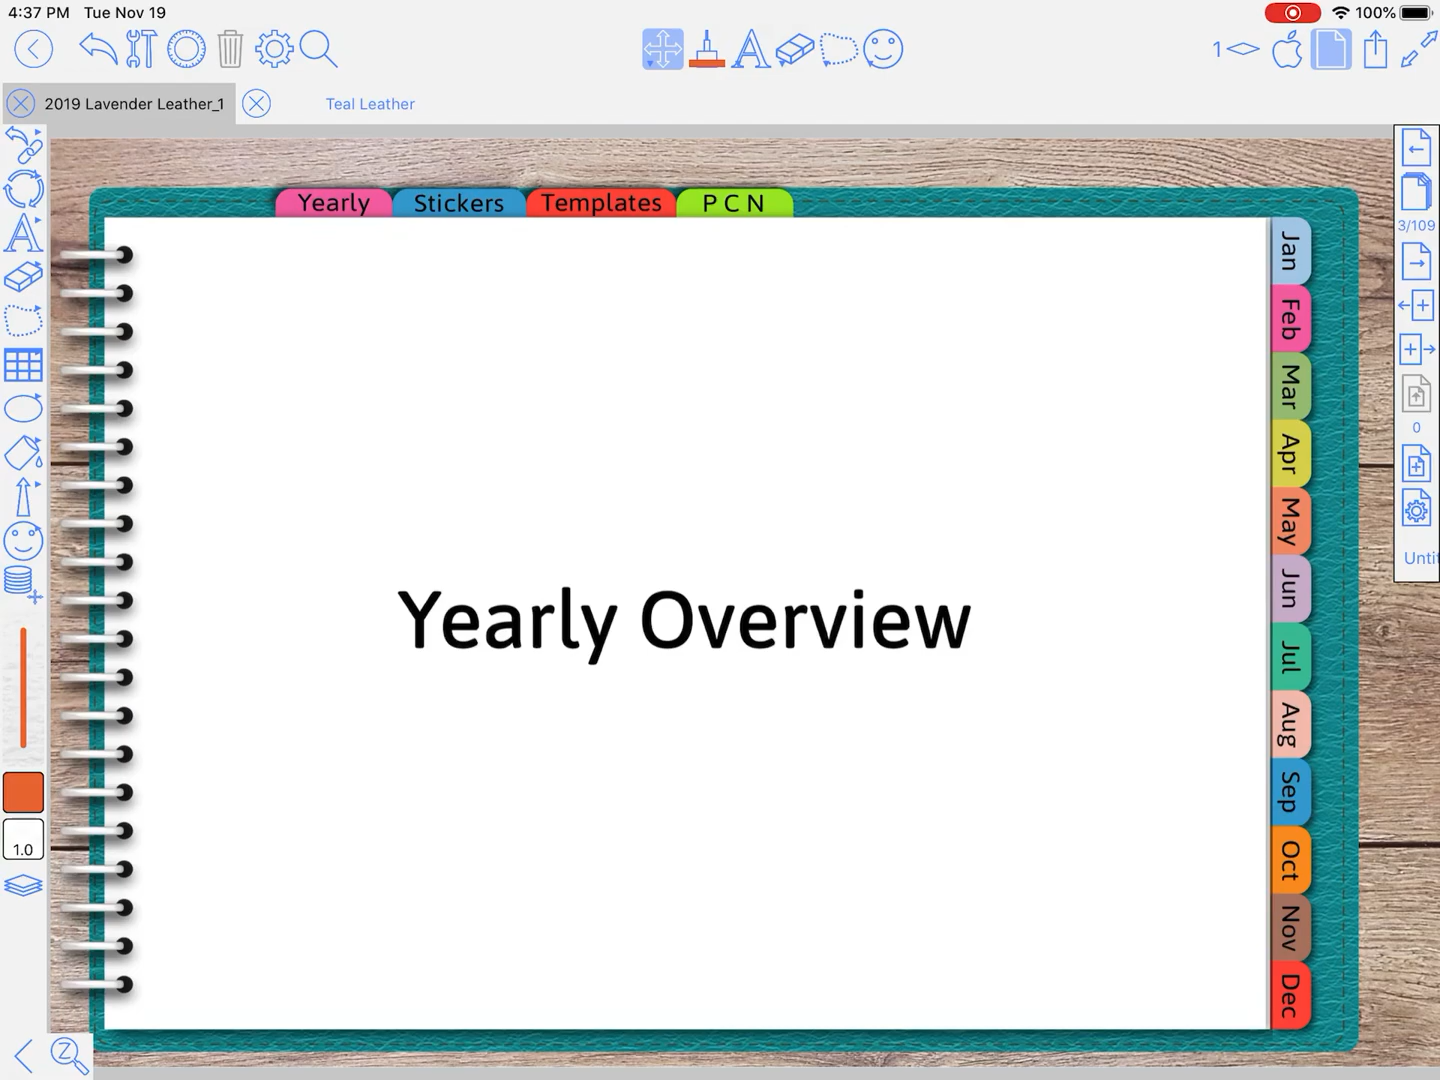 4:37 PM Tue Nov 19
100%
1
2019 Lavender Leather_1
Teal Leather
Yearly
Stickers
Templates
P C N
3/109
0
Unti
Yearly Overview
Jan
Feb
Mar
Apr
May
Jun
Jul
Aug
Sep
Oct
Nov
Dec
1.0
Z